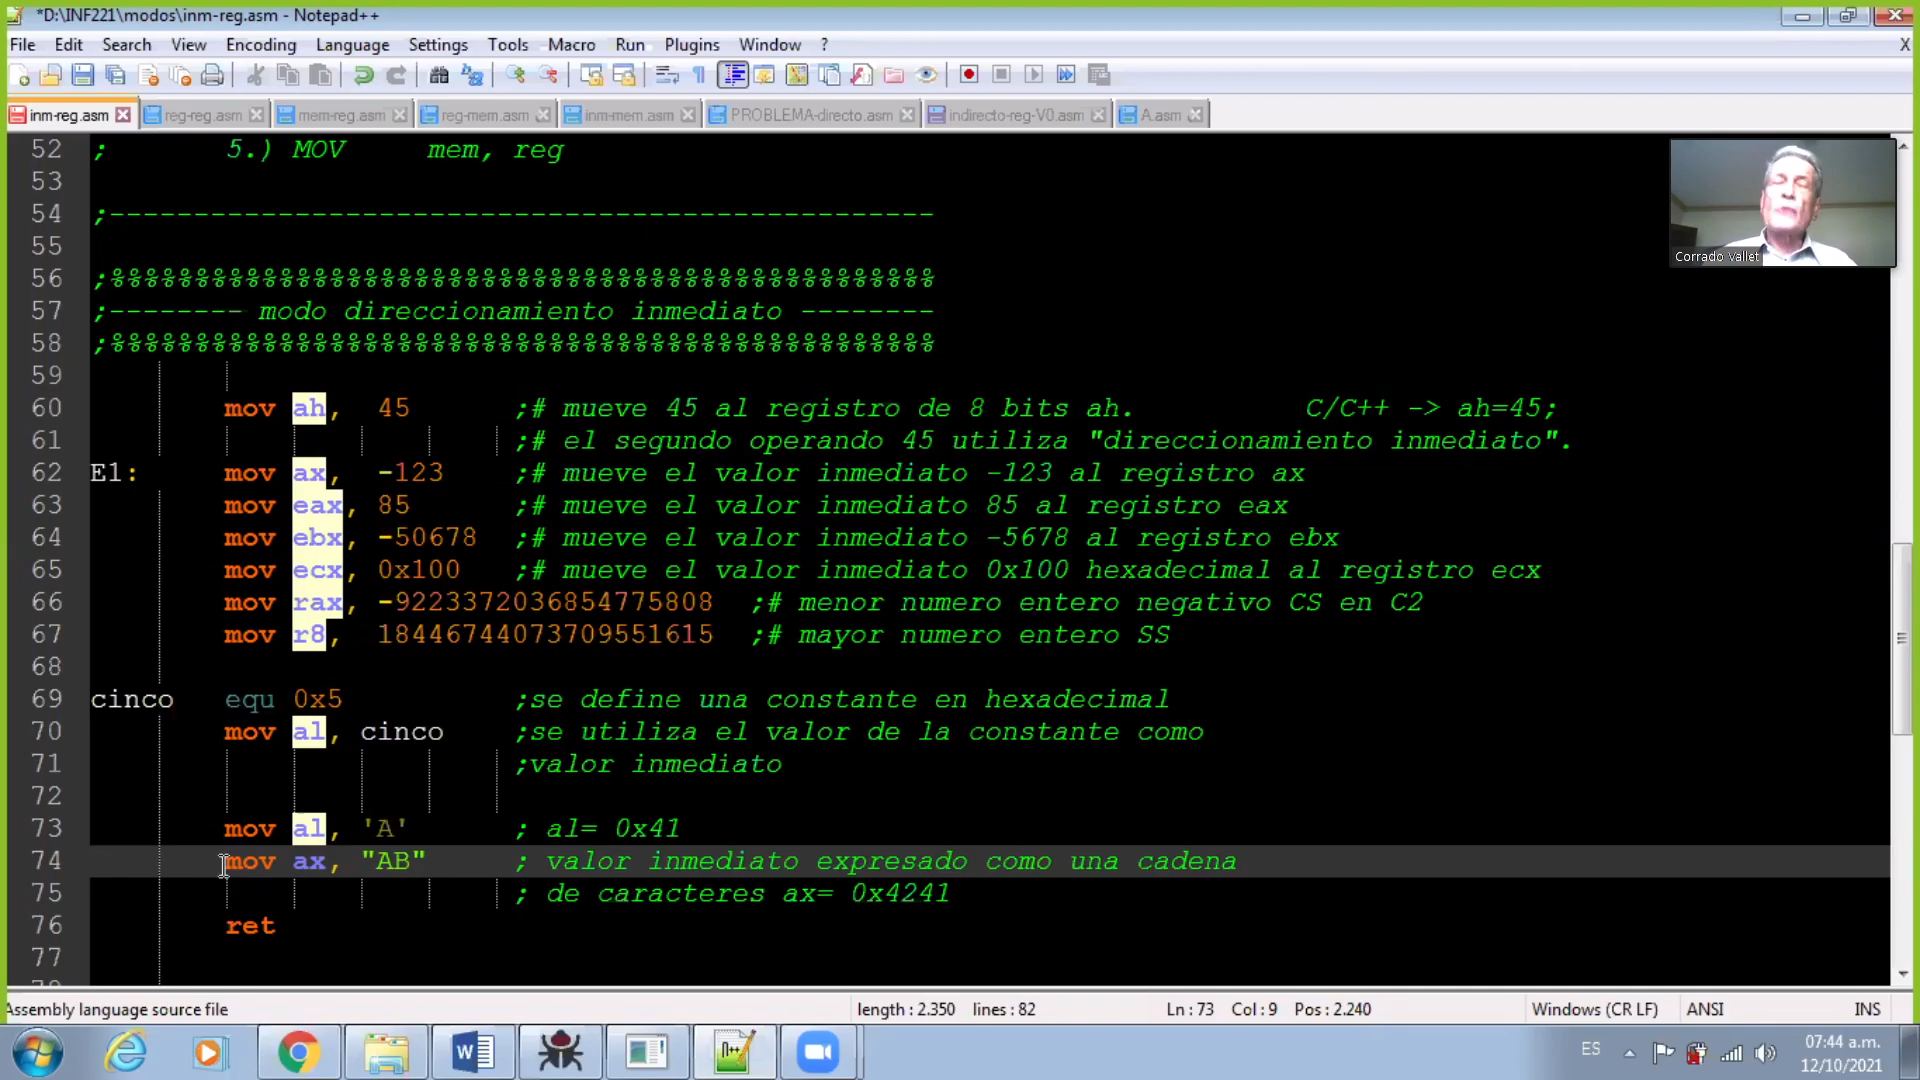 *D:\INF221\modos\inm-reg.asm - Notepad++
File Edit Search View Encoding Language Settings Tools Macro Run Plugins Window ? X
inm-reg.asm reg-reg.asm mem-reg.asm reg-mem.asm inm-mem.asm PROBLEMA-directo.asm indirecto-reg-V0.asm A.asm
52 ; 5.) MOV mem, reg
53
54 ;-------------------------------------------------
55
56 ;%%%%%%%%%%%%%%%%%%%%%%%%%%%%%%%%%%%%%%%%%%%%%%%%%
57 ;-------- modo direccionamiento inmediato --------
58 ;%%%%%%%%%%%%%%%%%%%%%%%%%%%%%%%%%%%%%%%%%%%%%%%%%
59
60 mov ah, 45 ;# mueve 45 al registro de 8 bits ah. C/C++ -> ah=45;
61 ;# el segundo operando 45 utiliza "direccionamiento inmediato".
62 E1: mov ax, -123 ;# mueve el valor inmediato -123 al registro ax
63 mov eax, 85 ;# mueve el valor inmediato 85 al registro eax
64 mov ebx, -50678 ;# mueve el valor inmediato -5678 al registro ebx
65 mov ecx, 0x100 ;# mueve el valor inmediato 0x100 hexadecimal al registro ecx
66 mov rax, -9223372036854775808 ;# menor numero entero negativo CS en C2
67 mov r8, 18446744073709551615 ;# mayor numero entero SS
68
69 cinco equ 0x5 ;se define una constante en hexadecimal
70 mov al, cinco ;se utiliza el valor de la constante como
71 ;valor inmediato
72
73 mov al, 'A' ; al= 0x41
74 mov ax, "AB" ; valor inmediato expresado como una cadena
75 ; de caracteres ax= 0x4241
76 ret
77
Corrado Vallet
Assembly language source file length : 2.350 lines : 82 Ln : 73 Col : 9 Pos : 2.240 Windows (CR LF) ANSI INS
ES 07:44 a.m.
12/10/2021